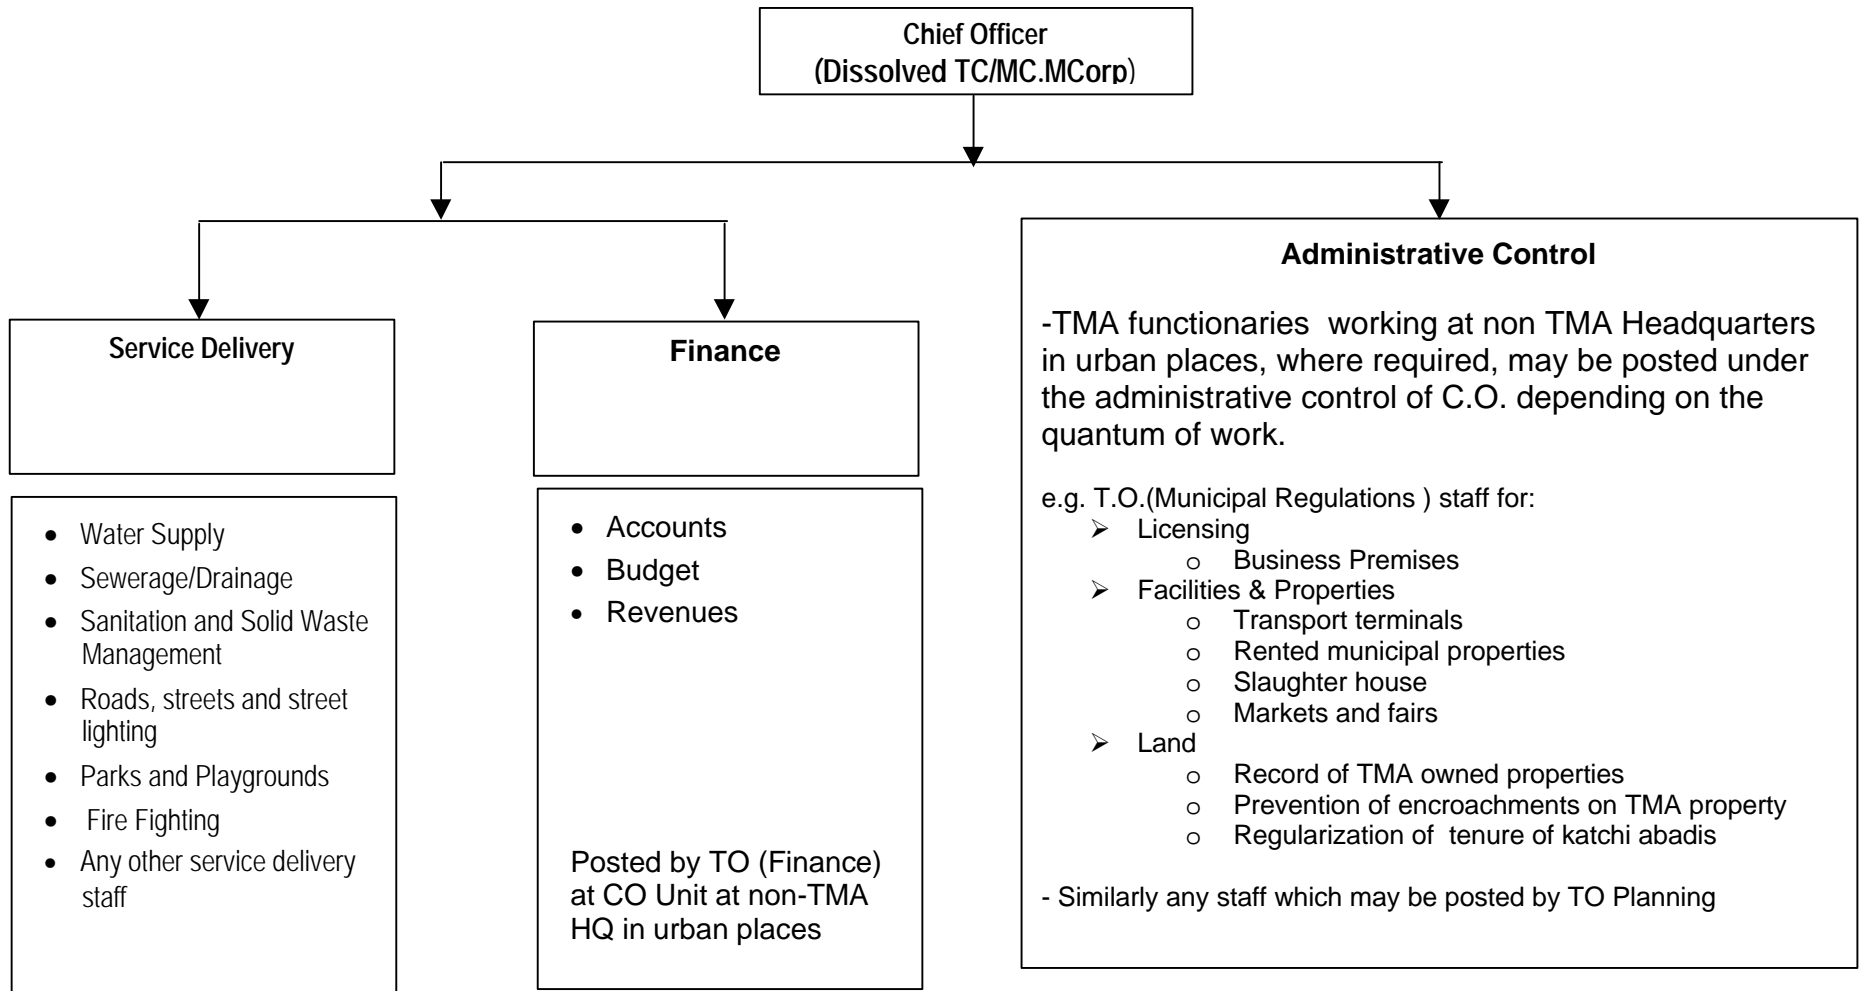 Chief Officer
(Dissolved TC/MC.MCorp)
Service Delivery
• Water Supply
• Sewerage/Drainage
• Sanitation and Solid Waste
Management
• Roads, streets and street
lighting
• Parks and Playgrounds
• Fire Fighting
• Any other service delivery
staff
Finance
• Accounts
• Budget
• Revenues
Posted by TO (Finance)
at CO Unit at non-TMA
HQ in urban places
Administrative Control
-TMA functionaries working at non TMA Headquarters
in urban places, where required, may be posted under
the administrative control of C.O. depending on the
quantum of work.
e.g. T.O.(Municipal Regulations ) staff for:
➢ Licensing
o Business Premises
➢ Facilities & Properties
o Transport terminals
o Rented municipal properties
o Slaughter house
o Markets and fairs
➢ Land
o Record of TMA owned properties
o Prevention of encroachments on TMA property
o Regularization of tenure of katchi abadis
- Similarly any staff which may be posted by TO Planning